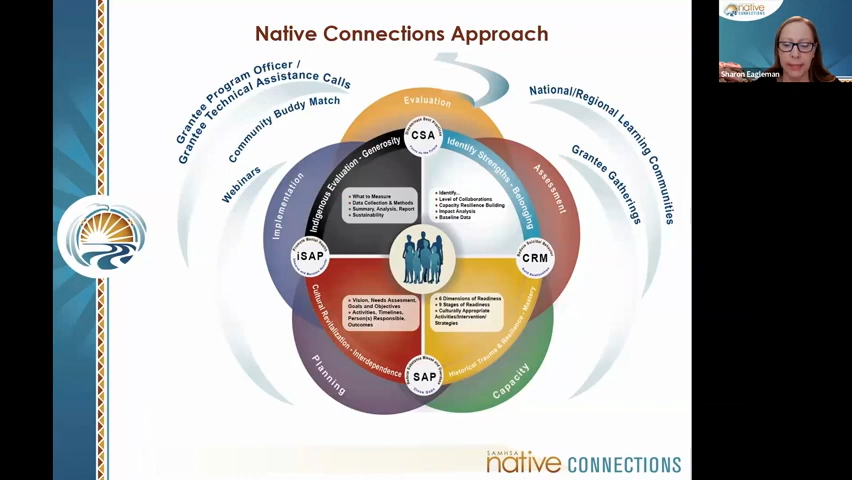 Native Connections Approach
Grantee Program Officer /
Grantee Technical Assistance Calls
Community Buddy Match
Webinars
National/Regional Learning Communities
Grantee Gatherings
Evaluation
Assessment
Capacity
Planning
Implementation
Indigenous Evaluation - Generosity
Identify Strengths - Belonging
Historical Trauma & Resilience - Mastery
Cultural Revitalization - Interdependence
CSA
CRM
SAP
iSAP
• What to Measure
• Data Collection & Methods
• Summary, Analysis, Report
• Sustainability
• Identify...
• Level of Collaborations
• Capacity Resilience Building
• Impact Analysis
• Baseline Data
• Vision, Needs Assesment,
Goals and Objectives
• Activities, Timelines,
Person(s) Responsible,
Outcomes
• 6 Dimensions of Readiness
• 9 Stages of Readiness
• Culturally Appropriate
Activities/Intervention/
Strategies
SAMHSA
native CONNECTIONS
native
CONNECTIONS
Sharon Eagleman